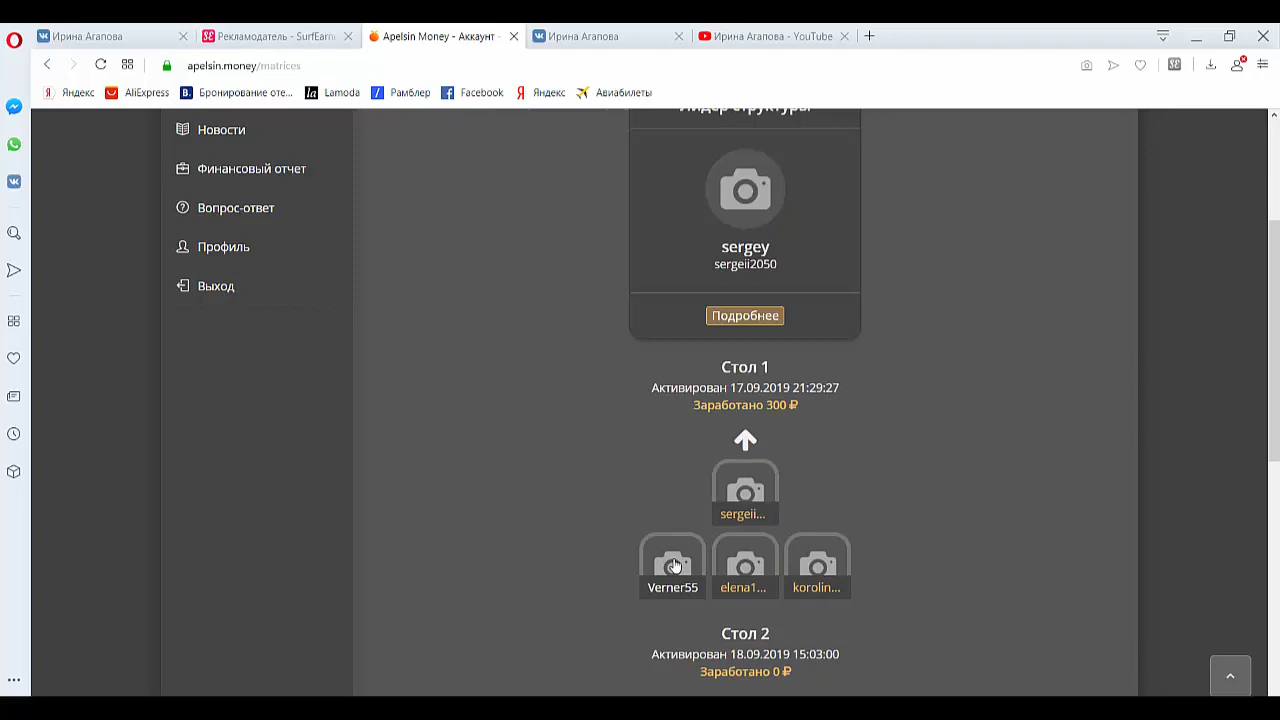 Ирина Агапова
Рекламодатель - SurfEarn
Apelsin Money - Аккаунт -
Ирина Агапова
Ирина Агапова - YouTube
apelsin.money/matrices
Яндекс
AliExpress
Бронирование оте...
Lamoda
Рамблер
Facebook
Яндекс
Авиабилеты
Лидер структуры
Новости
Финансовый отчет
Вопрос-ответ
Профиль
Выход
sergey
sergeii2050
Подробнее
Стол 1
Активирован 17.09.2019 21:29:27
Заработано 300 ₽
sergeii...
Verner55
elena1...
korolin...
Стол 2
Активирован 18.09.2019 15:03:00
Заработано 0 ₽